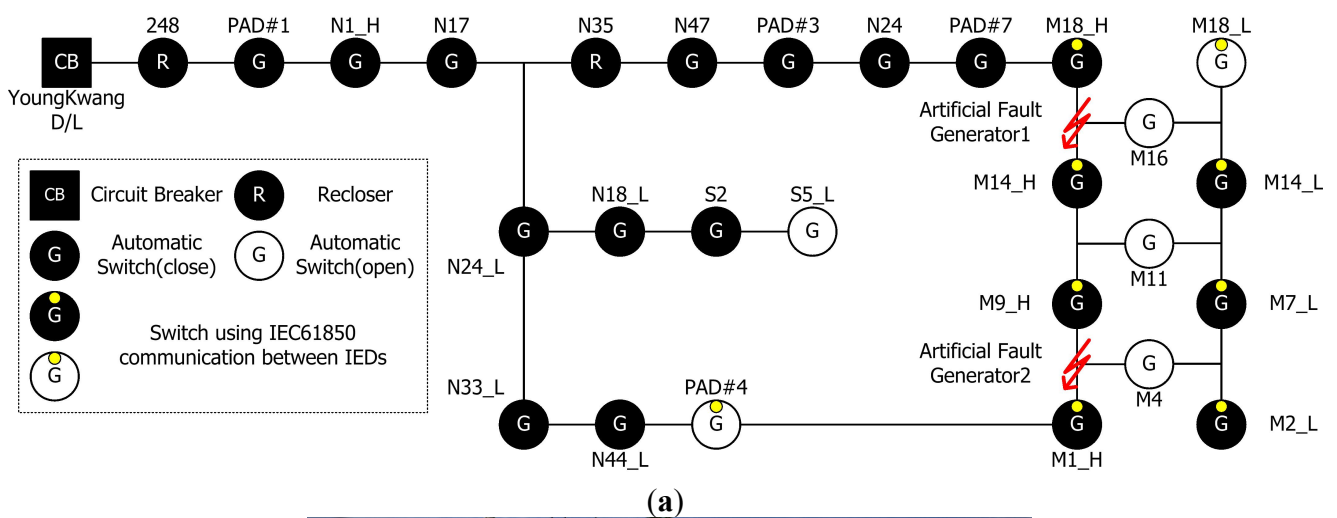 248 PAD#1 N1_H N17 N35 N47 PAD#3 N24 PAD#7 M18_H M18_L
CB R G G G R G G G G G G
YoungKwang
D/L
Artificial Fault
Generator1
G
M16
M14_H G G M14_L
CB Circuit Breaker R Recloser
G Automatic
Switch(close)
G Automatic
Switch(open)
G
G
Switch using IEC61850
communication between IEDs
N18_L S2 S5_L
G G G G
N24_L
G
M11
M9_H G G M7_L
Artificial Fault
Generator2
G
M4
N33_L PAD#4
G G G G G M2_L
N44_L M1_H
(a)